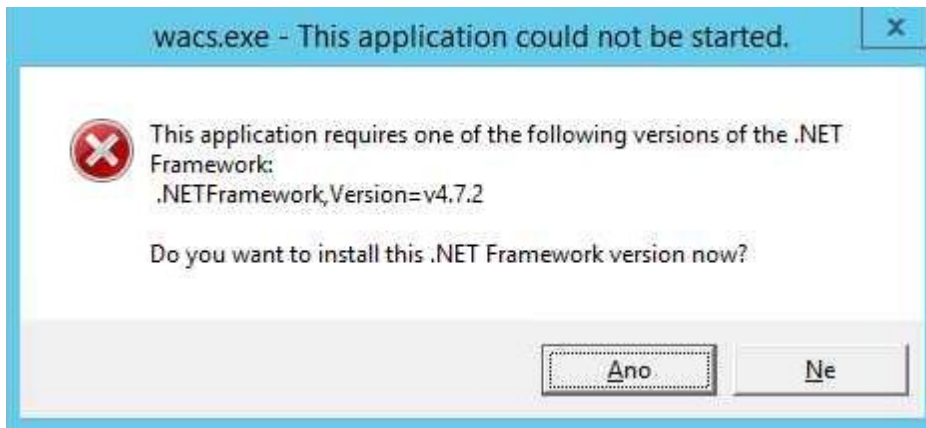 wacs.exe - This application could not be started.
This application requires one of the following versions of the .NET
Framework:
.NETFramework,Version=v4.7.2
Do you want to install this .NET Framework version now?
Ano
Ne